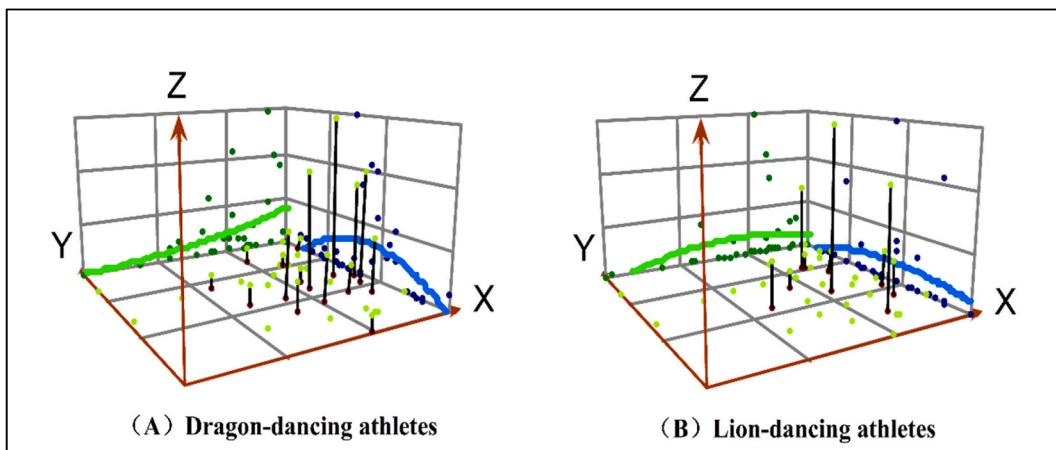 Z
Z
Y
X
Y
X
（A）Dragon-dancing athletes
（B）Lion-dancing athletes